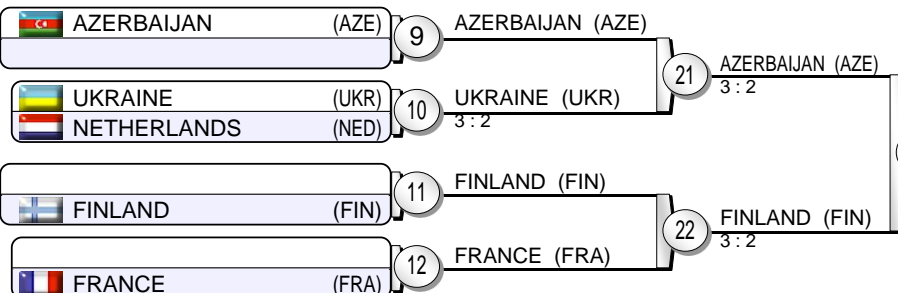 AZERBAIJAN (AZE)
9
AZERBAIJAN (AZE)
21
AZERBAIJAN (AZE)
3 : 2
UKRAINE (UKR)
NETHERLANDS (NED)
10
UKRAINE (UKR)
3 : 2
11
FINLAND (FIN)
FINLAND (FIN)
22
FINLAND (FIN)
3 : 2
12
FRANCE (FRA)
FRANCE (FRA)